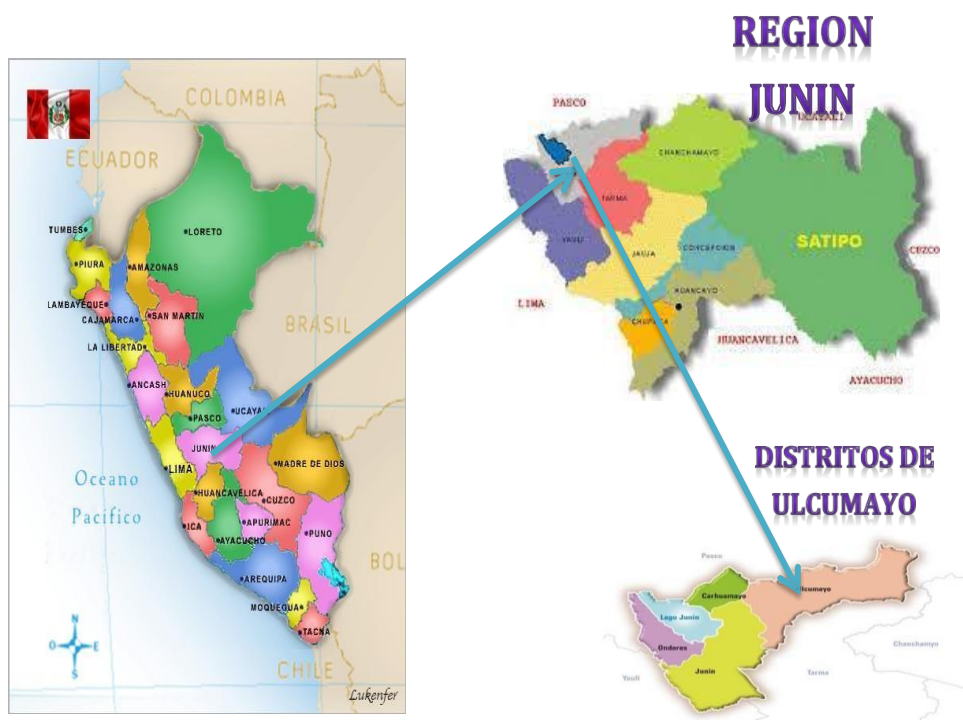 REGION
JUNIN
COLOMBIA
ECUADOR
TUMBES
LORETO
PIURA
AMAZONAS
LAMBAYEQUE
CAJAMARCA
SAN MARTIN
BRASIL
LA LIBERTAD
ANCASH
HUANUCO
PASCO
UCAYAL
JUNIN
LIMA
MADRE DE DIOS
HUANCAVELICA
CUZCO
ICA
APURIMAC
AYACUCHO
PUNO
Oceano
Pacifico
AREQUIPA
BOL
MOQUEGUA
TACNA
N
O
E
S
CHILE
Lukenfer
PASCO
UCAYALI
CHANCHAMAYO
TARMA
YAULI
JAUJA
CONCEPCION
SATIPO
CUZCO
LIMA
HUANCAYO
CHUPACA
HUANCAVELICA
AYACUCHO
DISTRITOS DE
ULCUMAYO
Pasco
Carhuamayo
Ulcumayo
Lago Junin
Ondores
Junin
Yauli
Tarma
Chanchamyo